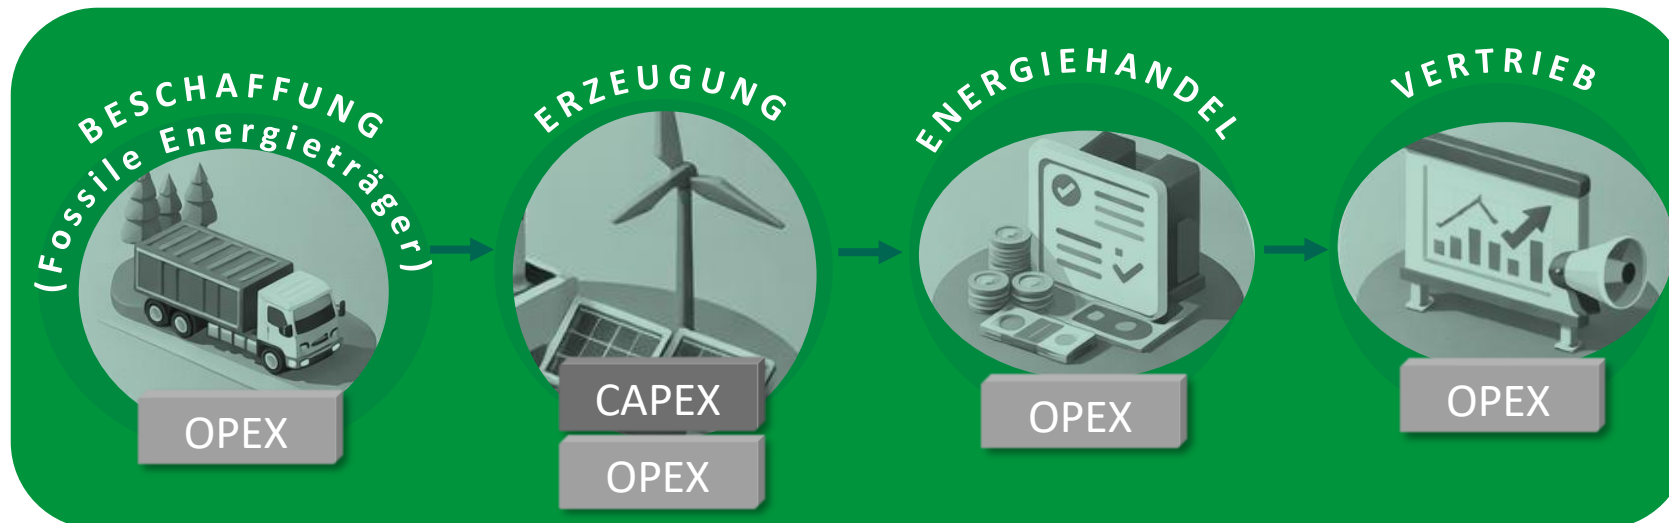 BESCHAFFUNG
(Fossile Energieträger)
OPEX
ERZEUGUNG
CAPEX
OPEX
ENERGIEHANDEL
OPEX
VERTRIEB
OPEX